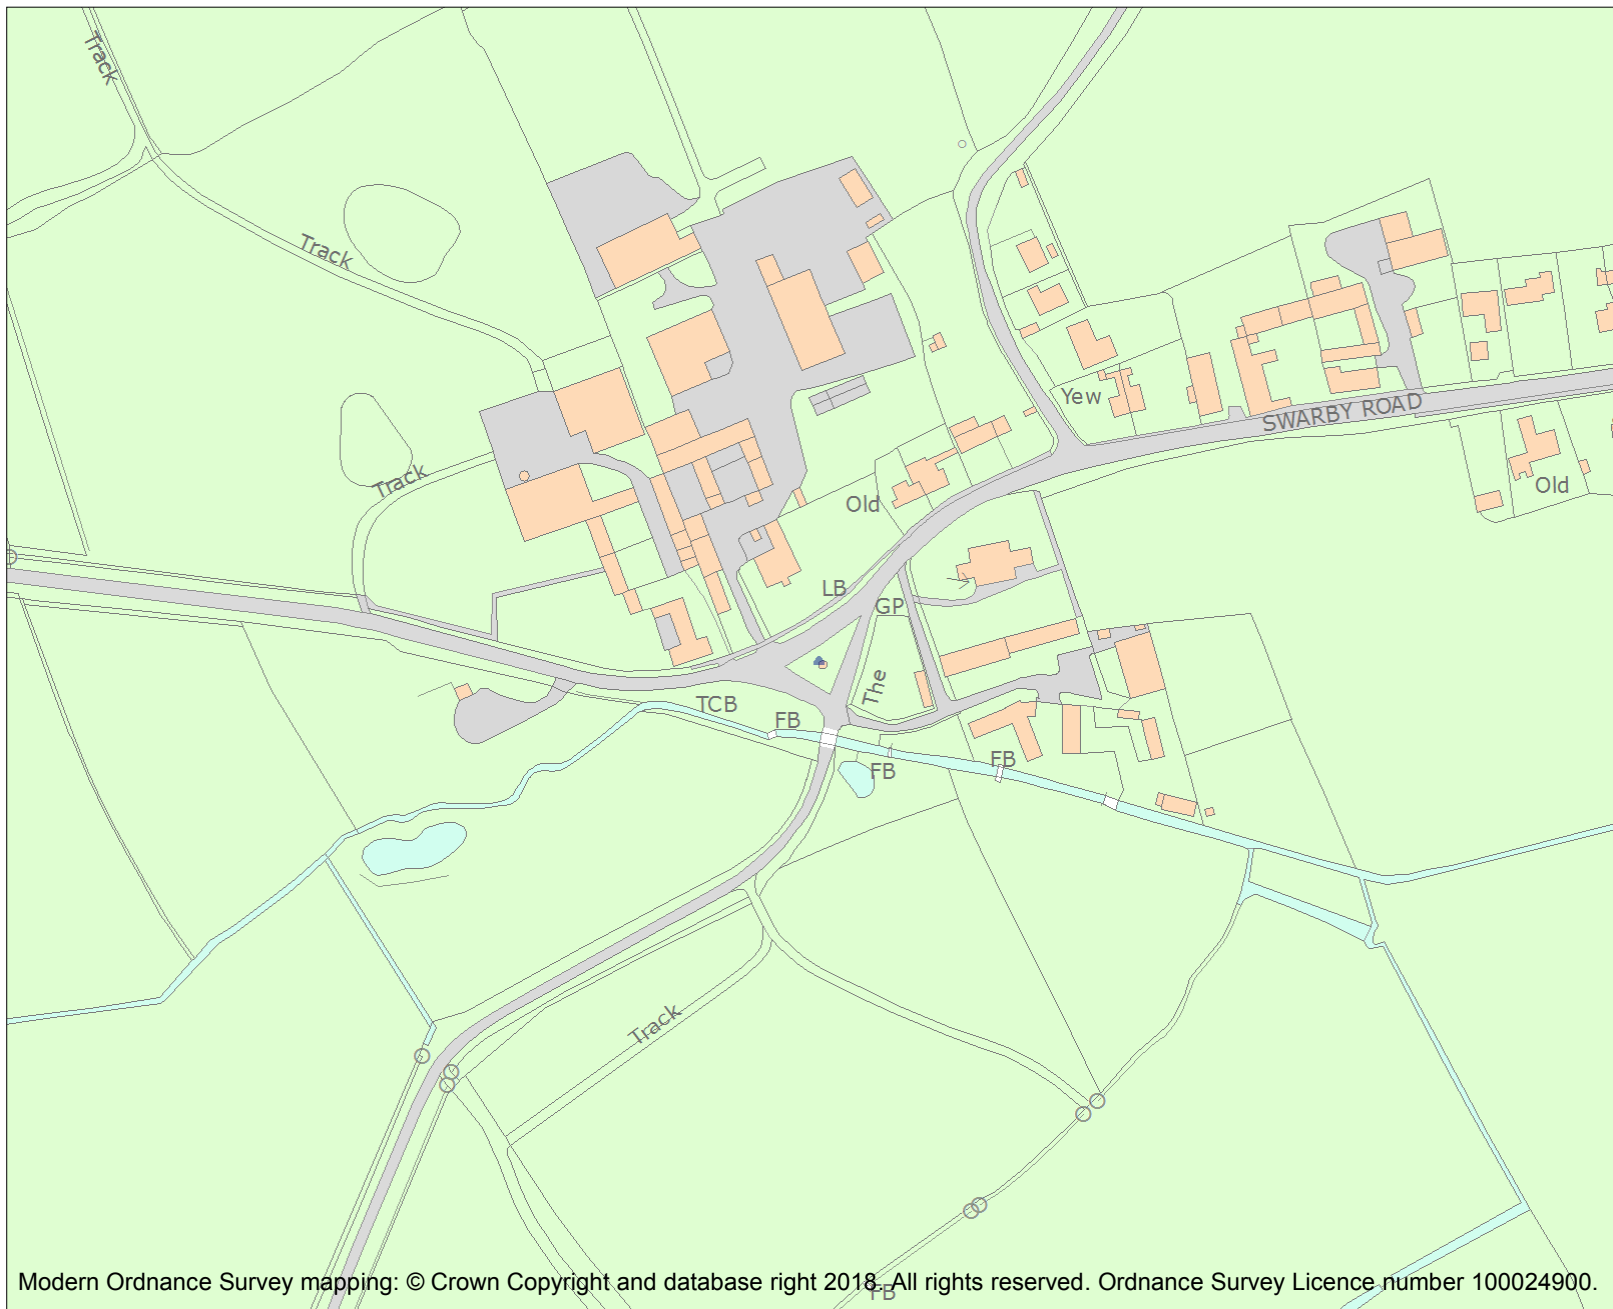 Track
Track
Yew
SWARBY ROAD
Track
Old
Old
LB
GP
The
TCB
FB
FB
FB
Track
FB
Modern Ordnance Survey mapping: © Crown Copyright and database right 2018. All rights reserved. Ordnance Survey Licence number 100024900.